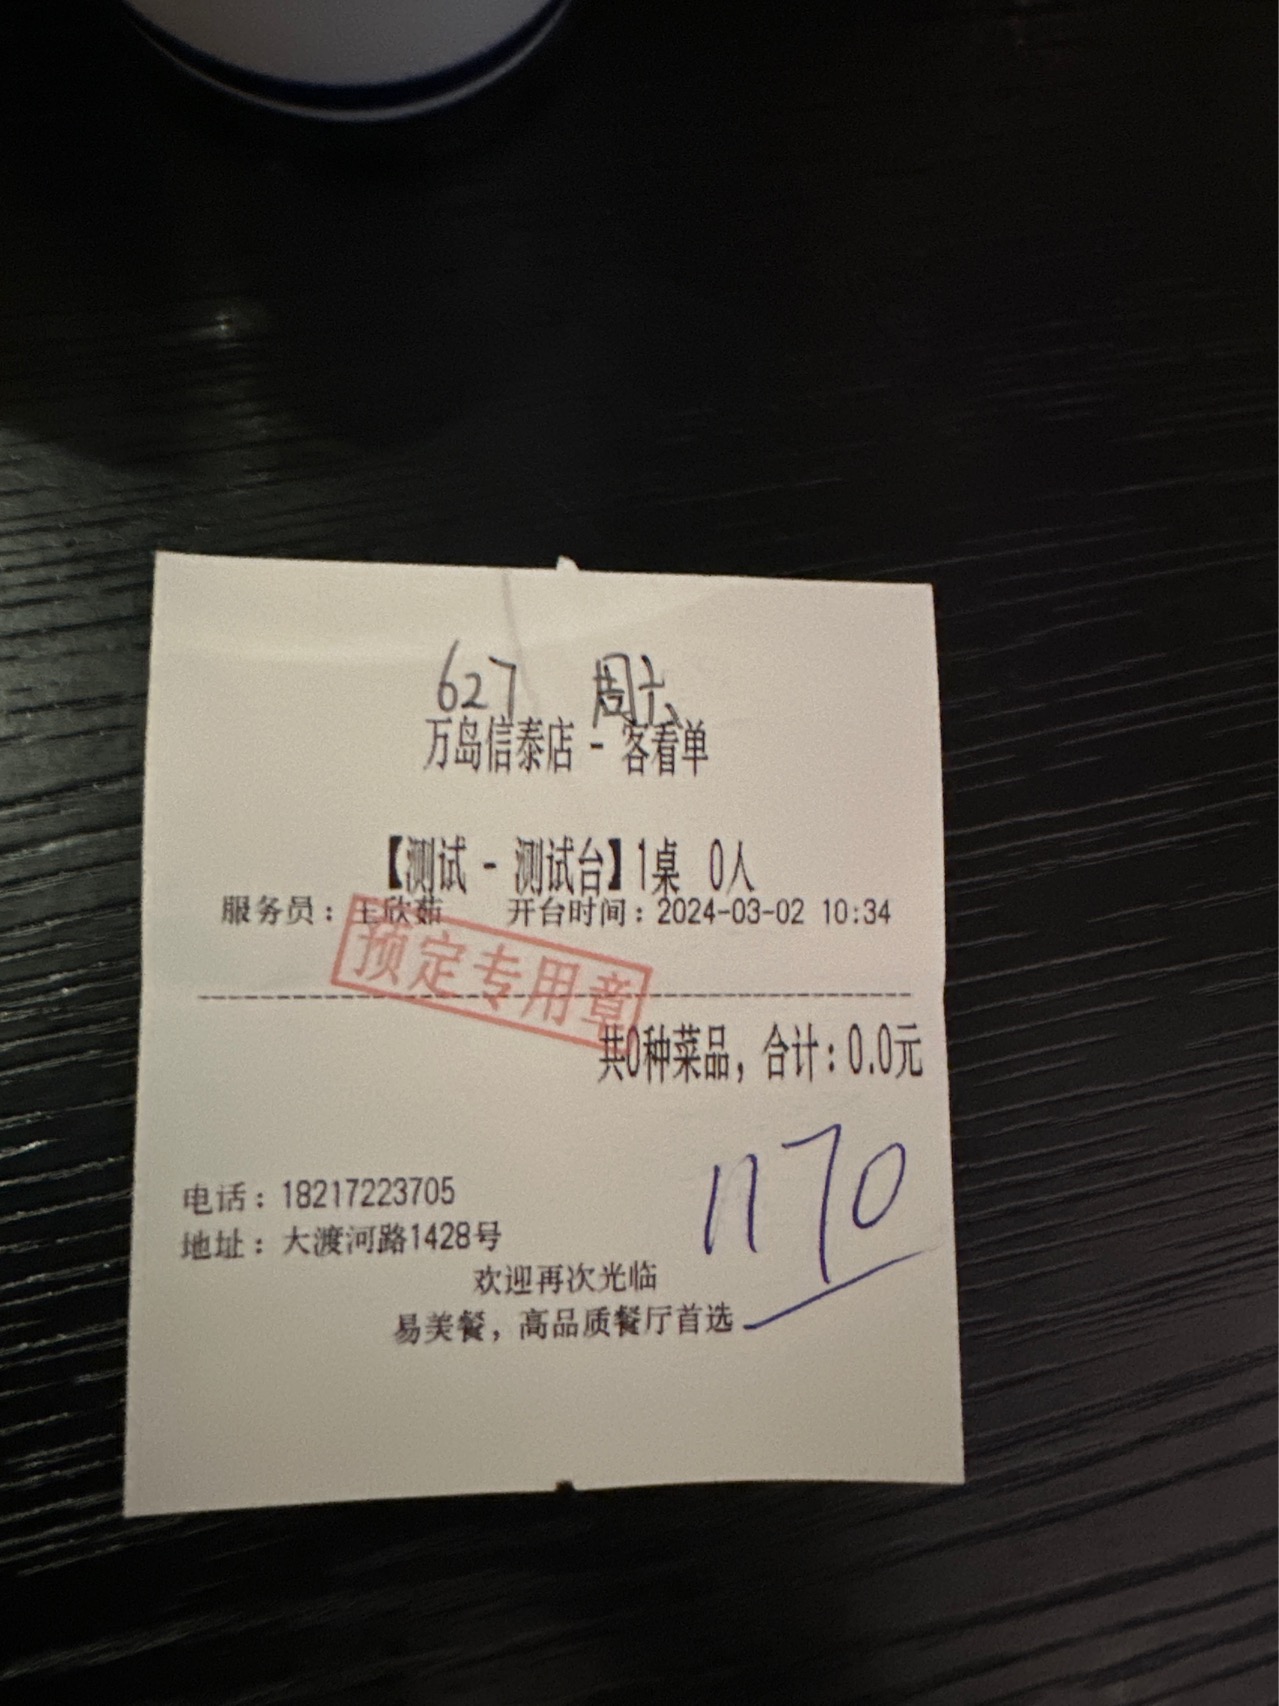 627 周六
万岛信泰店 - 客看单
【测试 - 测试台】1桌 0人
服务员：王欣茹 开台时间：2024-03-02 10:34
预定专用章
共0种菜品，合计：0.0元
1170
电话：18217223705
地址：大渡河路1428号
欢迎再次光临
易美餐，高品质餐厅首选